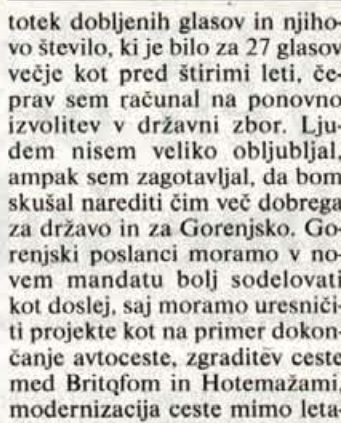 totek dobljenih glasov in njiho-
vo število, ki je bilo za 27 glasov
večje kot pred štirimi leti, če-
prav sem računal na ponovno
izvolitev v državni zbor. Lju-
dem nisem veliko obljubljal,
ampak sem zagotavljal, da bom
skušal narediti čim več dobrega
za državo in za Gorenjsko. Go-
renjski poslanci moramo v no-
vem mandatu bolj sodelovati
kot doslej, saj moramo uresniči-
ti projekte kot na primer dokon-
čanje avtoceste, zgraditev ceste
med Britofom in Hotemažami,
modernizacija ceste mimo leta-